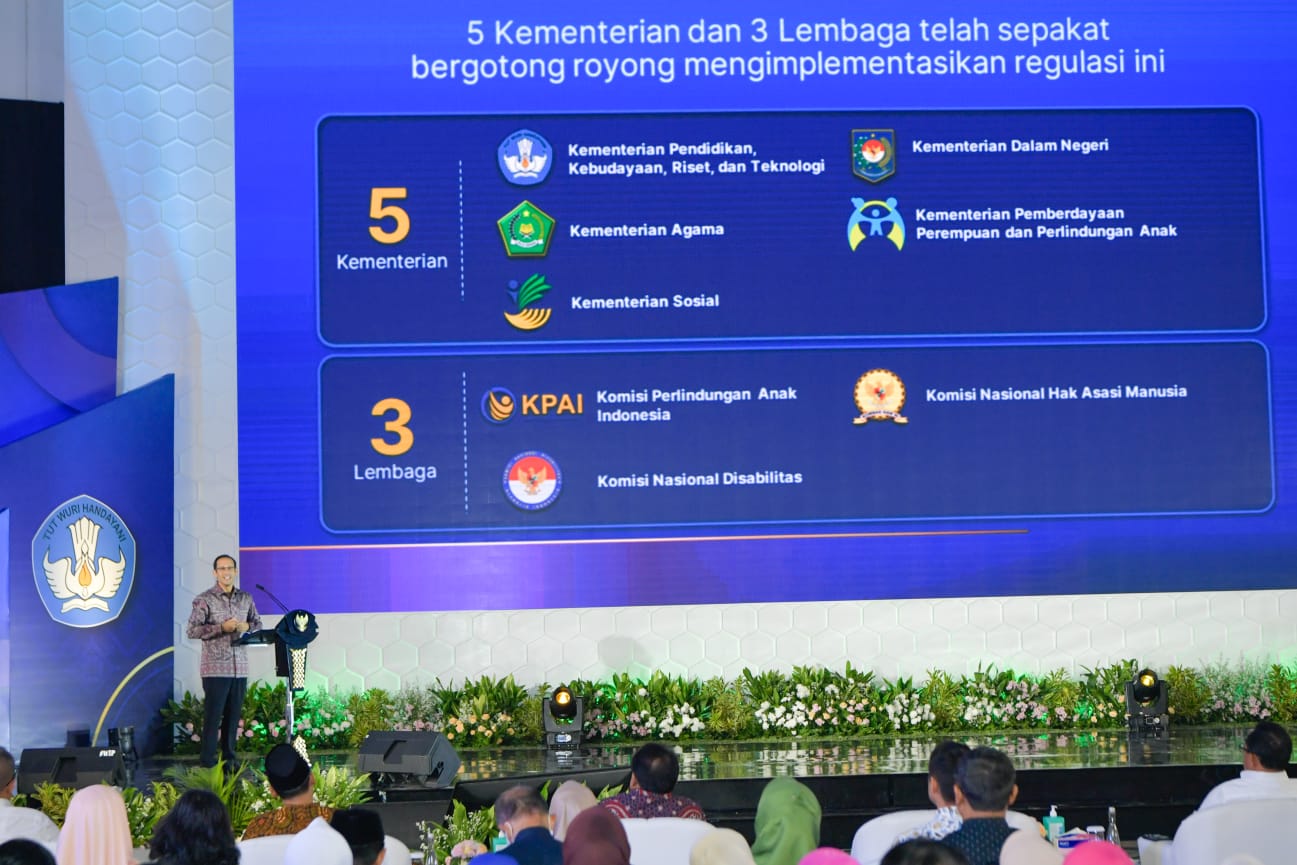 5 Kementerian dan 3 Lembaga telah sepakat
bergotong royong mengimplementasikan regulasi ini
5
Kementerian
Kementerian Pendidikan,
Kebudayaan, Riset, dan Teknologi
Kementerian Agama
Kementerian Sosial
Kementerian Dalam Negeri
Kementerian Pemberdayaan
Perempuan dan Perlindungan Anak
3
Lembaga
KPAI
Komisi Perlindungan Anak
Indonesia
Komisi Nasional Disabilitas
Komisi Nasional Hak Asasi Manusia
TUT WURI HANDAYANI